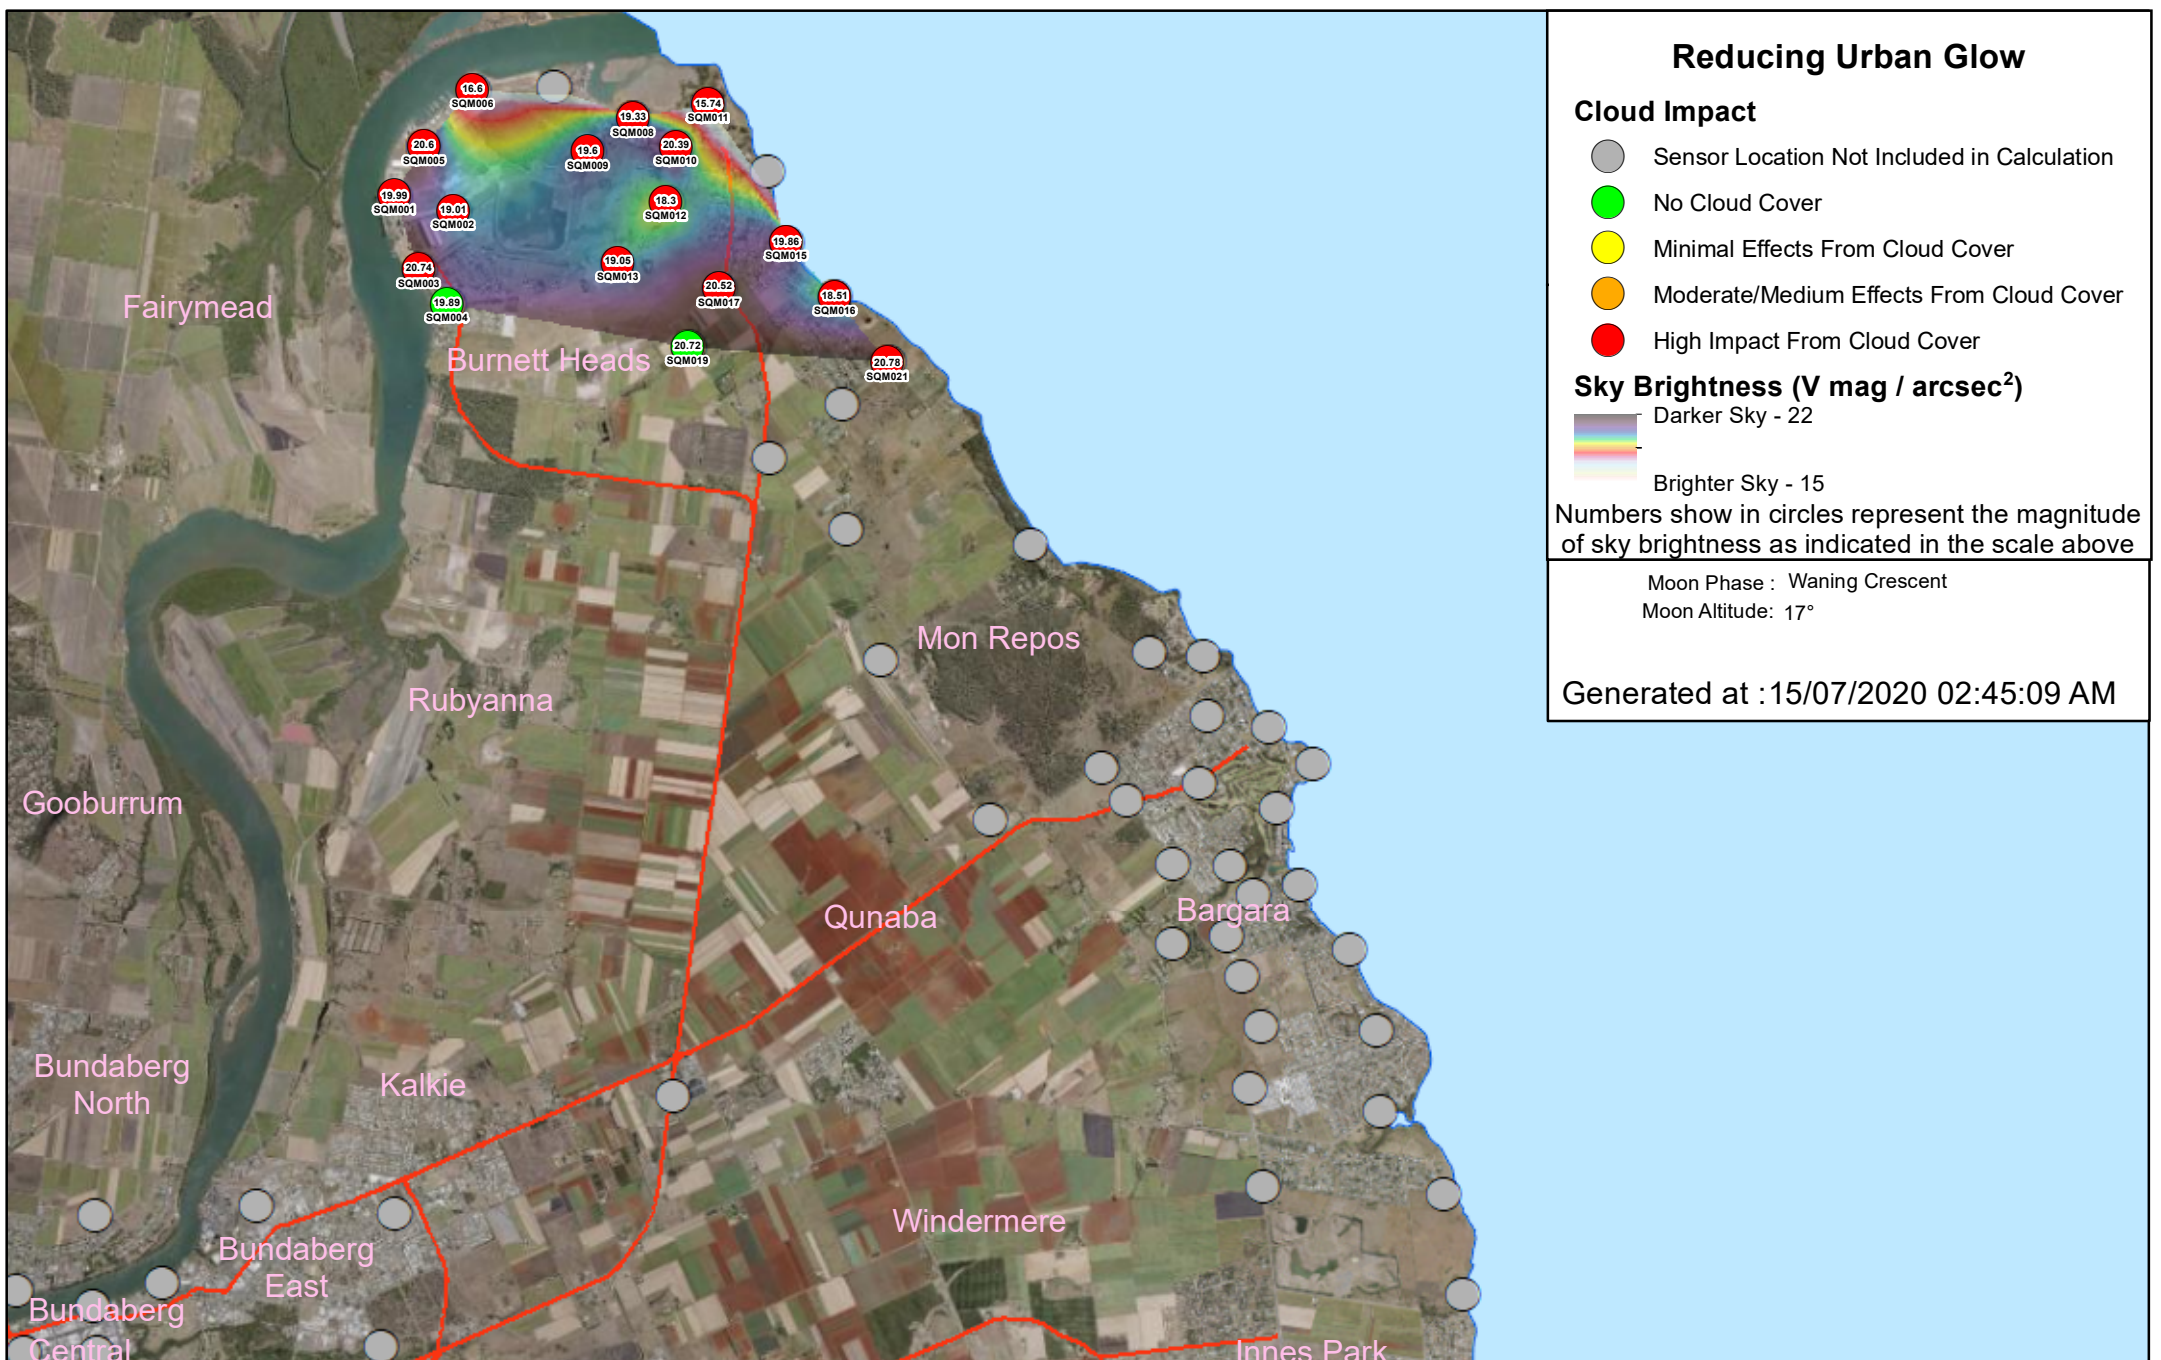 Reducing Urban Glow
Cloud Impact
Sensor Location Not Included in Calculation
No Cloud Cover
Minimal Effects From Cloud Cover
Moderate/Medium Effects From Cloud Cover
High Impact From Cloud Cover
Sky Brightness (V mag / arcsec²)
Darker Sky - 22
Brighter Sky - 15
Numbers show in circles represent the magnitude
of sky brightness as indicated in the scale above
Moon Phase : Waning Crescent
Moon Altitude: 17°
Generated at :15/07/2020 02:45:09 AM
16.6
SQM006
15.74
SQM011
19.33
SQM008
20.6
SQM005
19.6
SQM009
20.39
SQM010
19.99
SQM001
19.01
SQM002
18.3
SQM012
19.86
SQM015
20.74
SQM003
19.05
SQM013
20.52
SQM017
18.51
SQM016
19.89
SQM004
20.72
SQM019
20.78
SQM021
Fairymead
Burnett Heads
Mon Repos
Rubyanna
Gooburrum
Qunaba
Bargara
Bundaberg
North
Kalkie
Windermere
Bundaberg
East
Bundaberg
Central
Innes Park